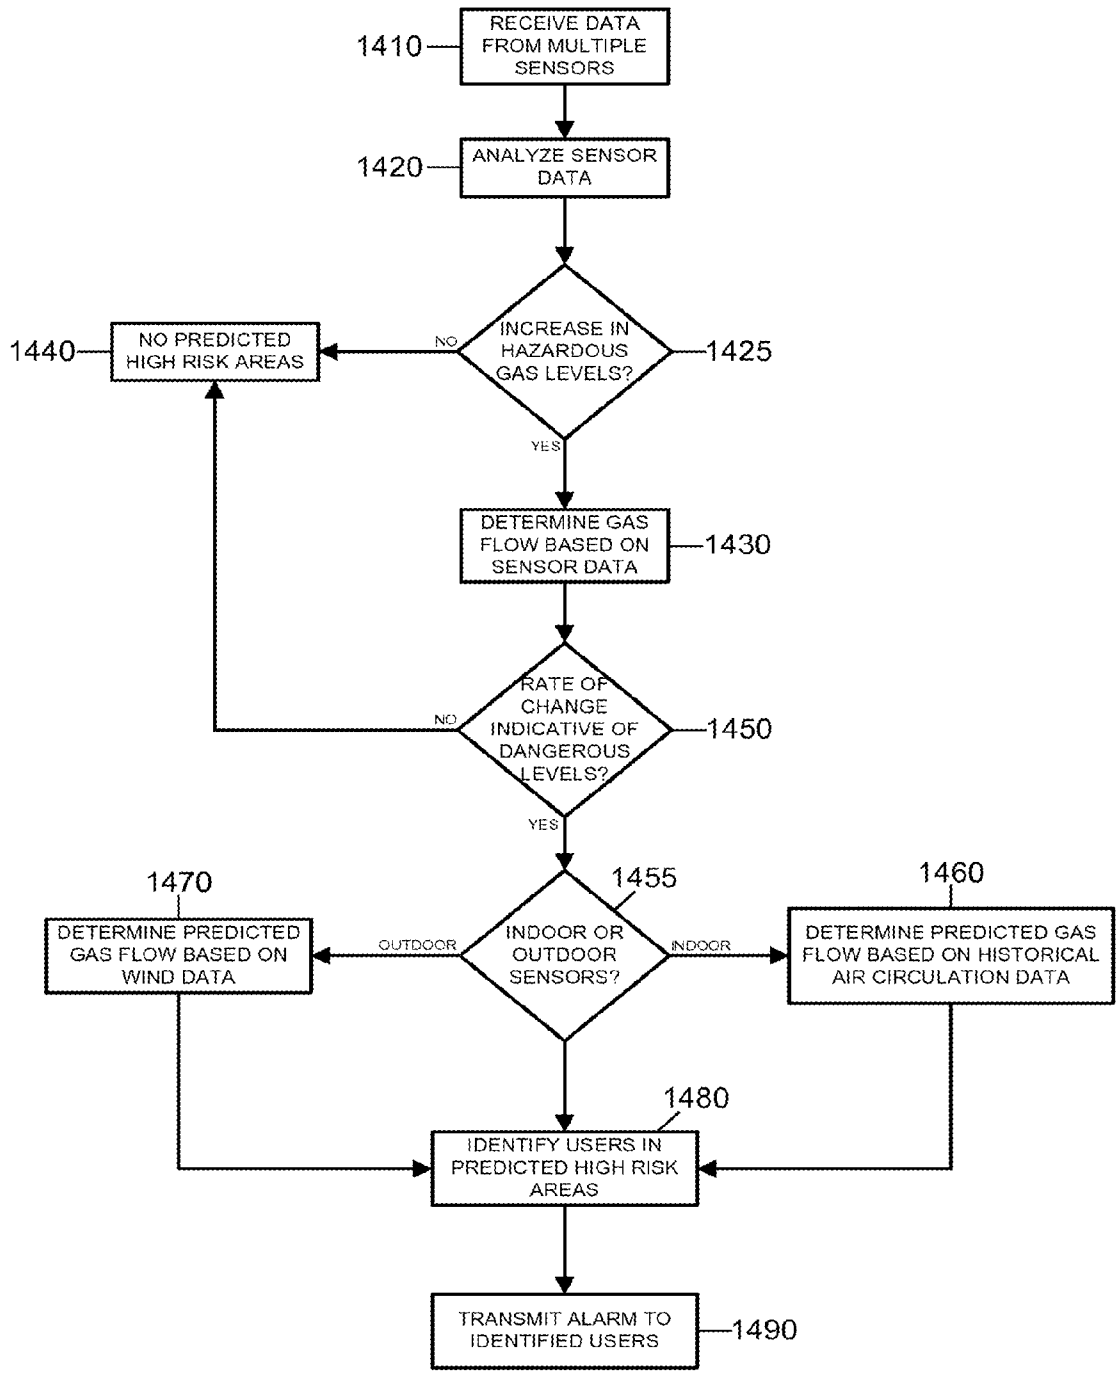 RECEIVE DATA
FROM MULTIPLE
SENSORS
1410
ANALYZE SENSOR
DATA
1420
INCREASE IN
HAZARDOUS
GAS LEVELS?
1425
NO
NO PREDICTED
HIGH RISK AREAS
1440
YES
DETERMINE GAS
FLOW BASED ON
SENSOR DATA
1430
RATE OF
CHANGE
INDICATIVE OF
DANGEROUS
LEVELS?
1450
NO
YES
INDOOR OR
OUTDOOR
SENSORS?
1455
OUTDOOR
INDOOR
1470
DETERMINE PREDICTED
GAS FLOW BASED ON
WIND DATA
1460
DETERMINE PREDICTED GAS
FLOW BASED ON HISTORICAL
AIR CIRCULATION DATA
1480
IDENTIFY USERS IN
PREDICTED HIGH RISK
AREAS
TRANSMIT ALARM TO
IDENTIFIED USERS
1490